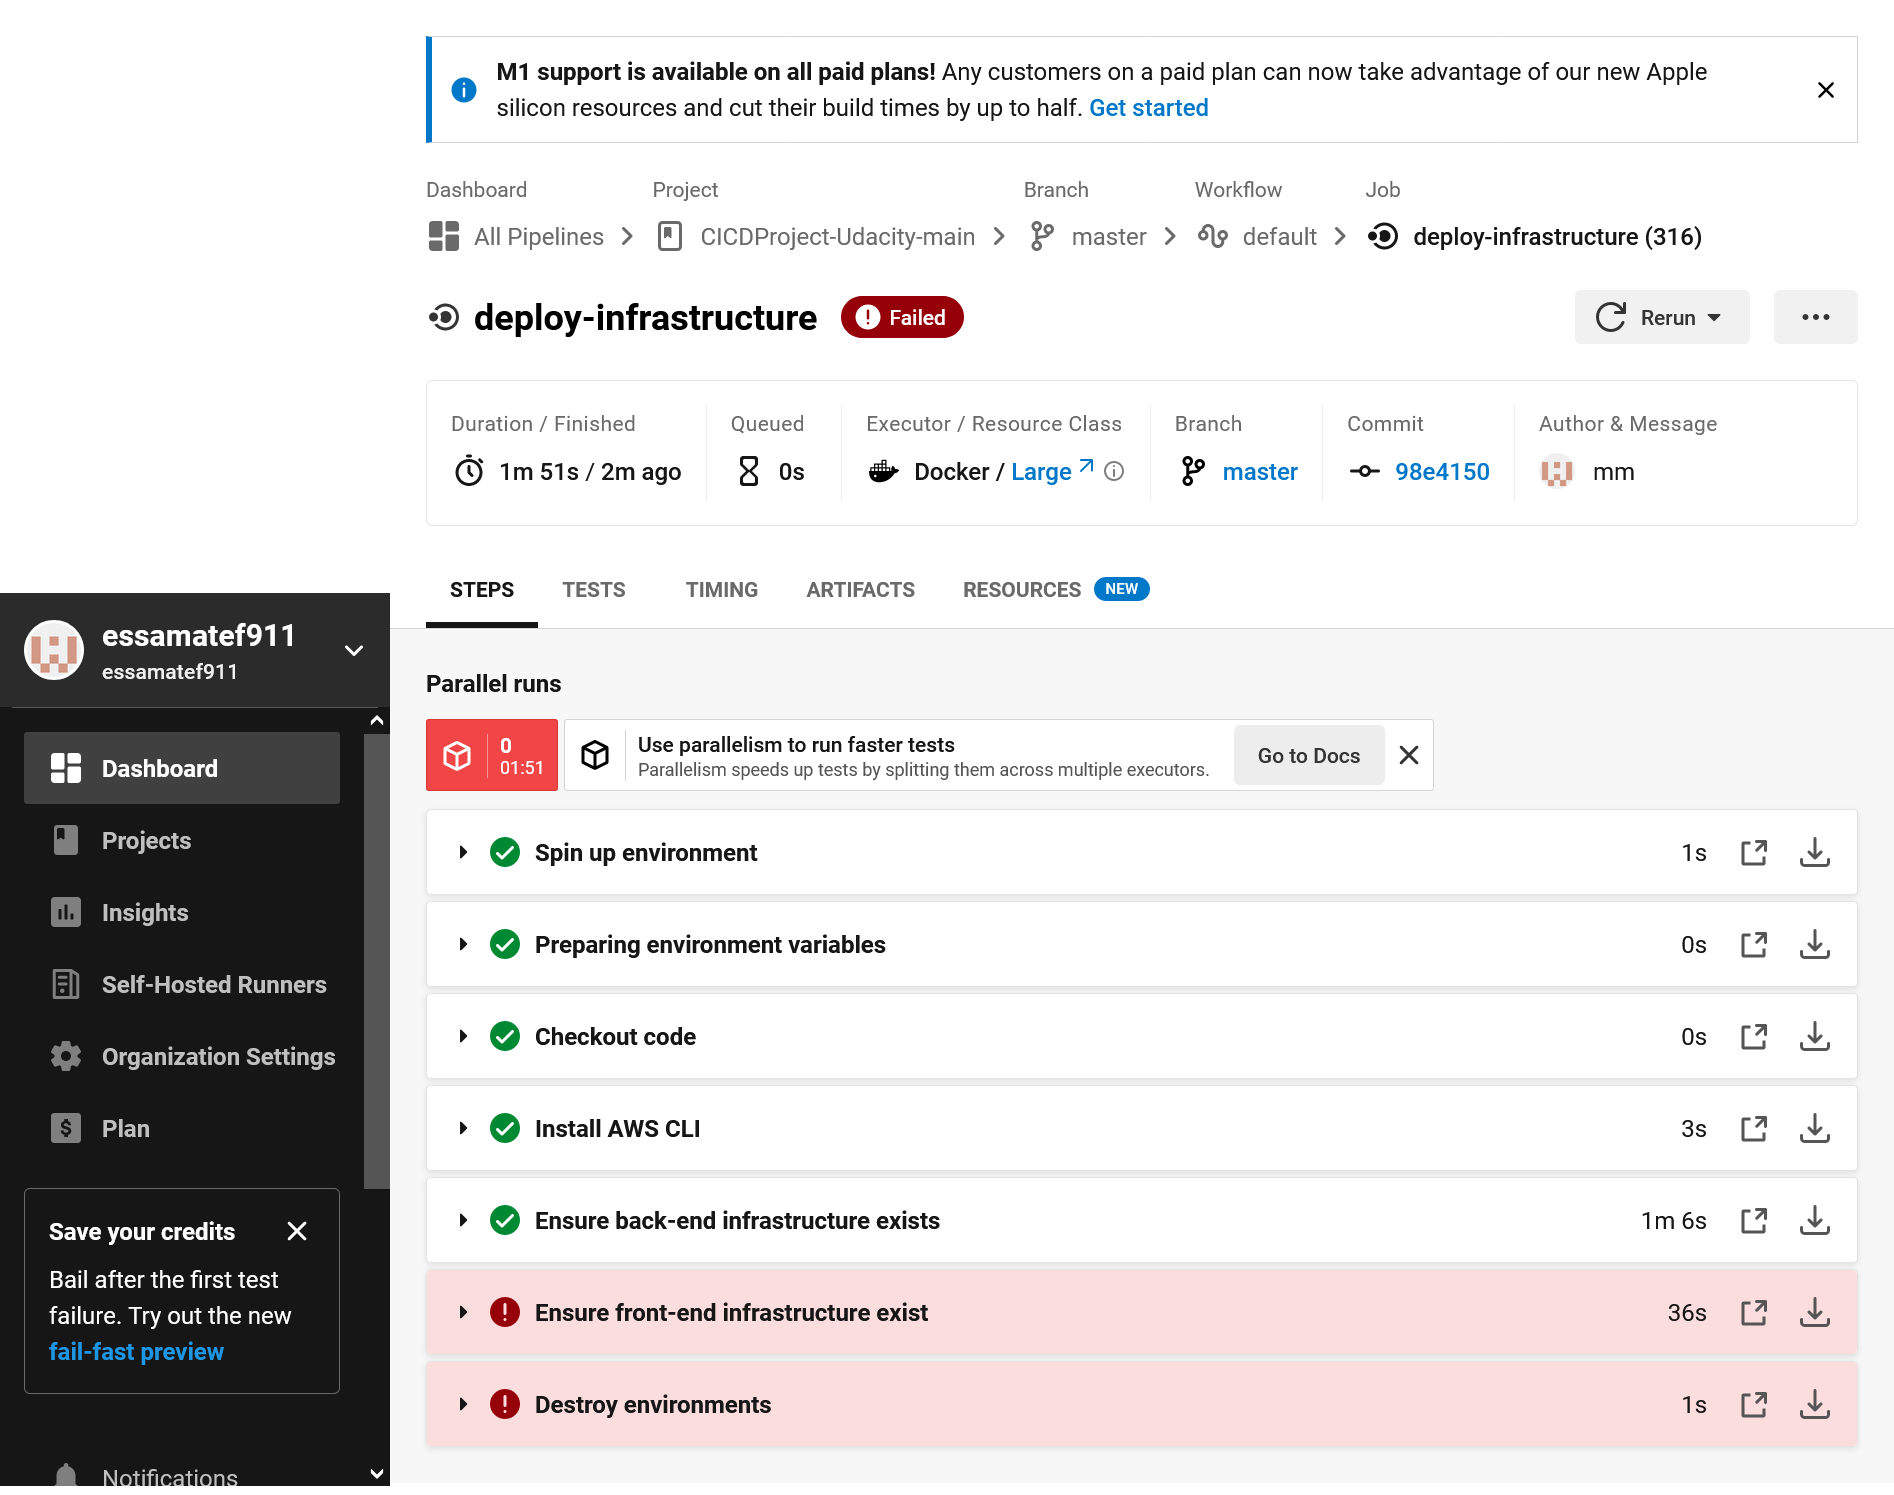 M1 support is available on all paid plans! Any customers on a paid plan can now take advantage of our new Apple
silicon resources and cut their build times by up to half. Get started
Dashboard
All Pipelines
Project
CICDProject-Udacity-main
Branch
master
Workflow
default
Job
deploy-infrastructure (316)
deploy-infrastructure
Failed
Rerun
Duration / Finished
1m 51s / 2m ago
Queued
0s
Executor / Resource Class
Docker / Large
Branch
master
Commit
98e4150
Author & Message
mm
STEPS
TESTS
TIMING
ARTIFACTS
RESOURCES
NEW
essamatef911
essamatef911
Dashboard
Projects
Insights
Self-Hosted Runners
Organization Settings
Plan
Save your credits
Bail after the first test
failure. Try out the new
fail-fast preview
Notifications
Parallel runs
0
01:51
Use parallelism to run faster tests
Parallelism speeds up tests by splitting them across multiple executors.
Go to Docs
Spin up environment
1s
Preparing environment variables
0s
Checkout code
0s
Install AWS CLI
3s
Ensure back-end infrastructure exists
1m 6s
Ensure front-end infrastructure exist
36s
Destroy environments
1s